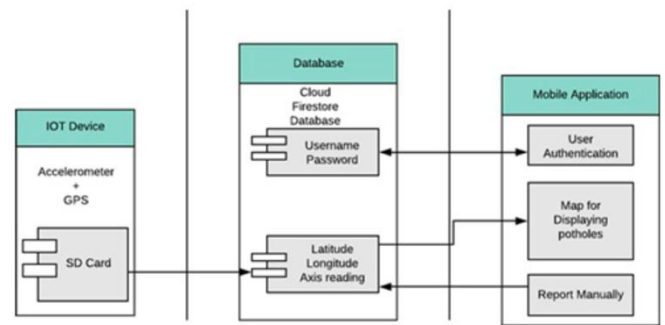 IOT Device
Accelerometer
+
GPS
SD Card
Database
Cloud
Firestore
Database
Username
Password
Latitude
Longitude
Axis reading
Mobile Application
User
Authentication
Map for
Displaying
potholes
Report Manually